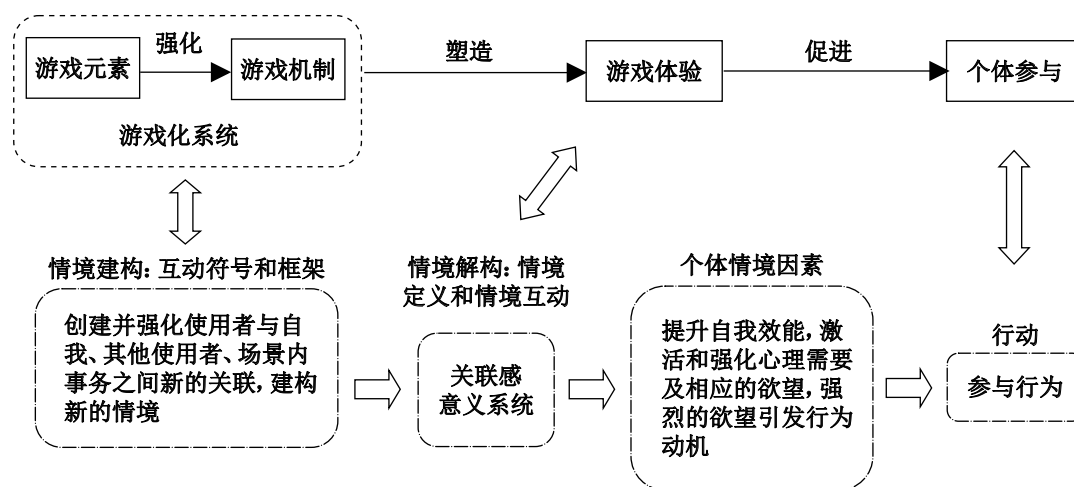 强化
塑造
促进
游戏元素
游戏机制
游戏体验
个体参与
游戏化系统
情境建构：互动符号和框架
创建并强化使用者与自
我、其他使用者、场景内
事务之间新的关联，建构
新的情境
情境解构：情境
定义和情境互动
关联感
意义系统
个体情境因素
提升自我效能，激
活和强化心理需要
及相应的欲望，强
烈的欲望引发行为
动机
行动
参与行为